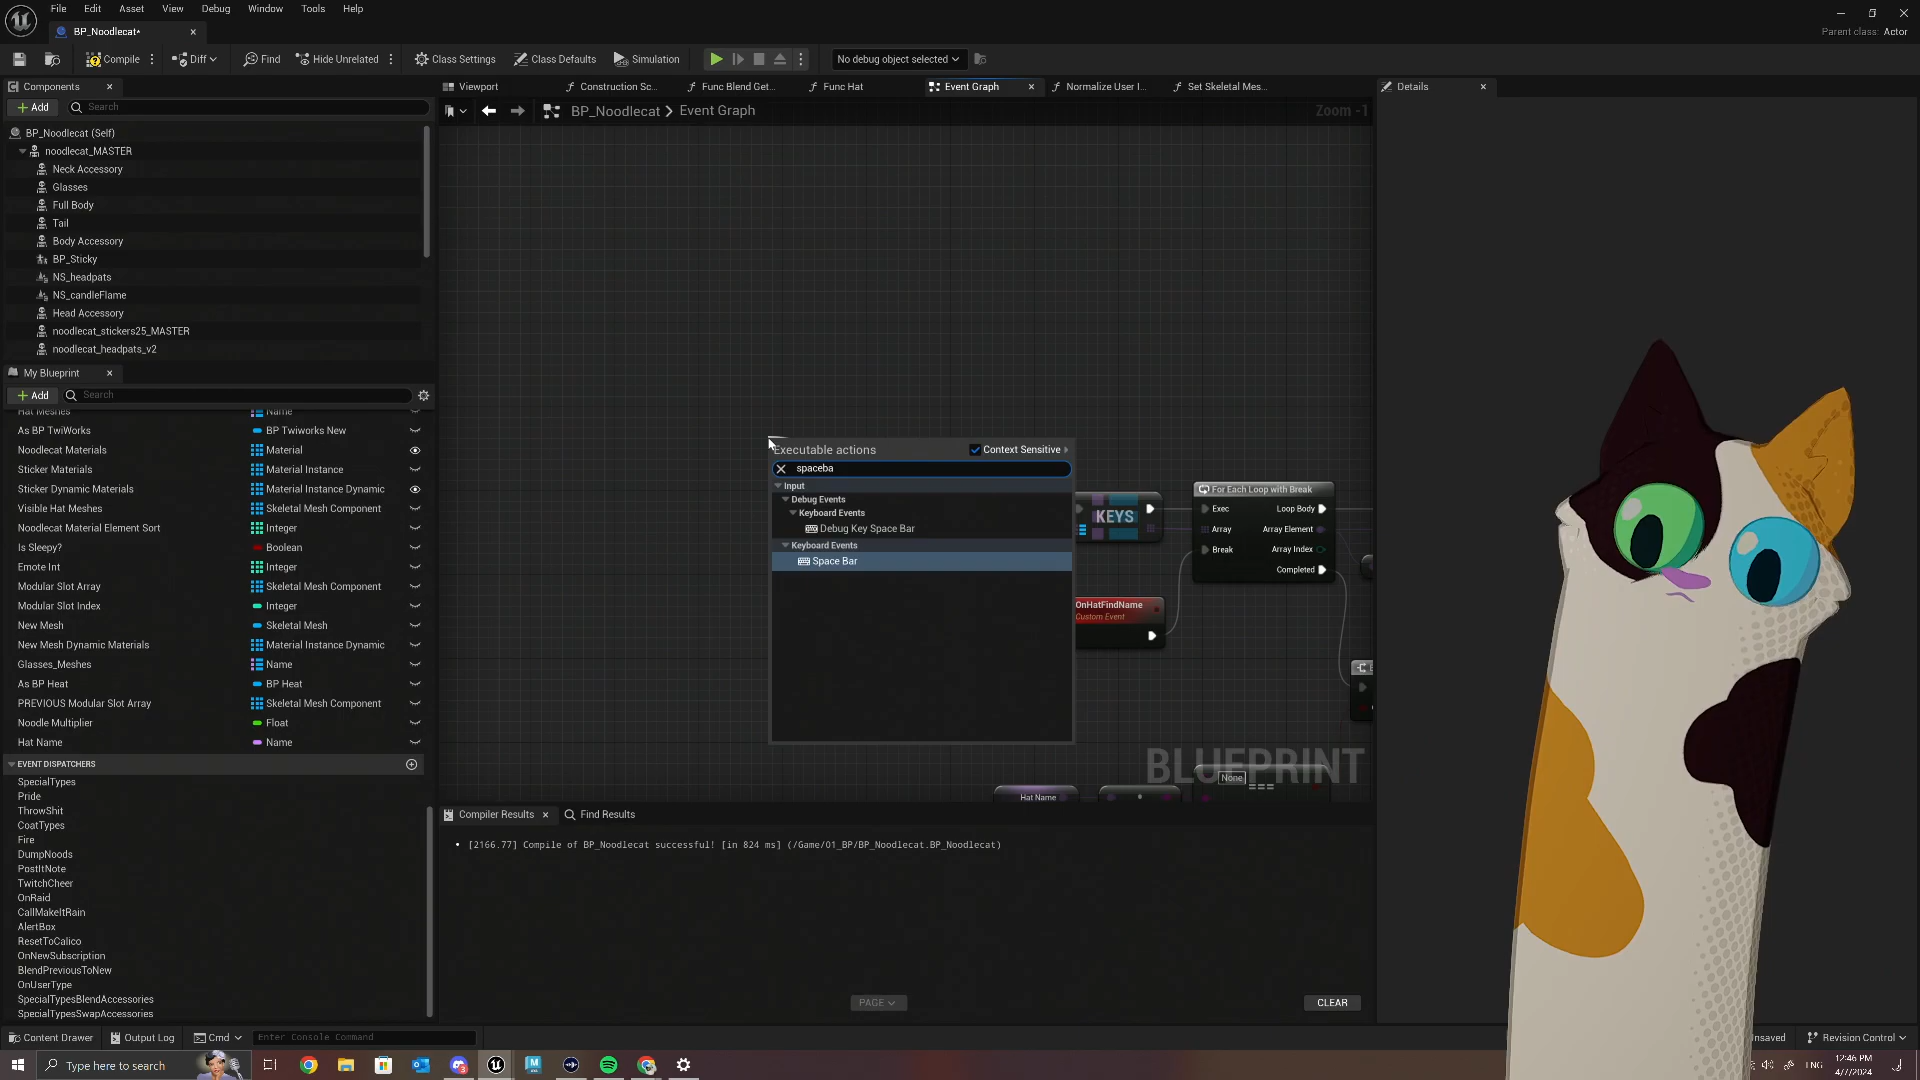 File Edit Asset View Debug Window Tools Help
BP_Noodlecat*
Parent class: Actor
Compile Diff Find Hide Unrelated Class Settings Class Defaults Simulation No debug object selected
Components
Viewport Construction Sc... Func Blend Get... Func Hat Event Graph Normalize User I... Set Skeletal Mes... Details
Add Search
BP_Noodlecat > Event Graph Zoom -1
BP_Noodlecat (Self)
noodlecat_MASTER
Neck Accessory
Glasses
Full Body
Tail
Body Accessory
BP_Sticky
NS_headpats
NS_candleFlame
Head Accessory
noodlecat_stickers25_MASTER
noodlecat_headpats_v2
My Blueprint
Add Search
Hat Meshes Name
As BP TwiWorks BP Twiworks New
Noodlecat Materials Material
Sticker Materials Material Instance
Sticker Dynamic Materials Material Instance Dynamic
Visible Hat Meshes Skeletal Mesh Component
Noodlecat Material Element Sort Integer
Is Sleepy? Boolean
Emote Int Integer
Modular Slot Array Skeletal Mesh Component
Modular Slot Index Integer
New Mesh Skeletal Mesh
New Mesh Dynamic Materials Material Instance Dynamic
Glasses_Meshes Name
As BP Heat BP Heat
PREVIOUS Modular Slot Array Skeletal Mesh Component
Noodle Multiplier Float
Hat Name Name
EVENT DISPATCHERS
SpecialTypes
Pride
ThrowShit
CoatTypes
Fire
DumpNoods
PostItNote
TwitchCheer
OnRaid
CallMakeItRain
AlertBox
ResetToCalico
OnNewSubscription
BlendPreviousToNew
OnUserType
SpecialTypesBlendAccessories
SpecialTypesSwapAccessories
Executable actions Context Sensitive
spaceba
Input
Debug Events
Keyboard Events
Debug Key Space Bar
Keyboard Events
Space Bar
KEYS
For Each Loop with Break
Exec Loop Body
Array Array Element
Break Array Index
Completed
OnHatFindName
Custom Event
BLUEPRINT
None
Hat Name
Compiler Results Find Results
• [2166.77] Compile of BP_Noodlecat successful! [in 824 ms] (/Game/01_BP/BP_Noodlecat.BP_Noodlecat)
PAGE CLEAR
Content Drawer Output Log Cmd Enter Console Command Unsaved Revision Control
Type here to search
ENG 12:46 PM
4/7/2024